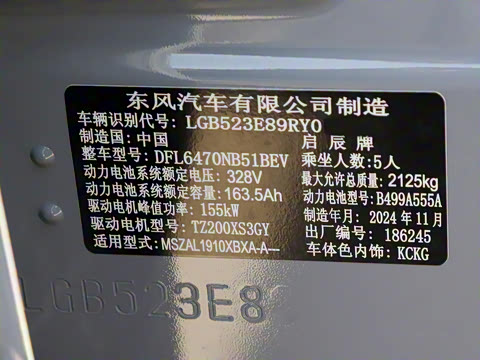 东风汽车有限公司制造
车辆识别代号: LGB523E89RY0
制造国: 中国 启辰牌
整车型号: DFL6470NB51BEV 乘坐人数: 5人
动力电池系统额定电压: 328V 最大允许总质量: 2125kg
动力电池系统额定容量: 163.5Ah 动力电池型号: B499A555A
驱动电机峰值功率: 155kW 制造年月: 2024年11月
驱动电机型号: TZ200XS3GY 出厂编号: 186245
适用型式: MSZAL1910XBXA-A— 车体色内饰: KCKG
LGB523E8